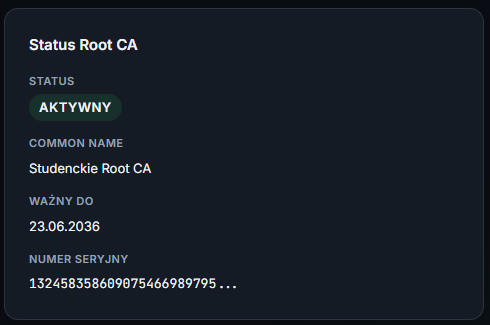 Status Root CA
STATUS
AKTYWNY
COMMON NAME
Studenckie Root CA
WAŻNY DO
23.06.2036
NUMER SERYJNY
132458358609075466989795...